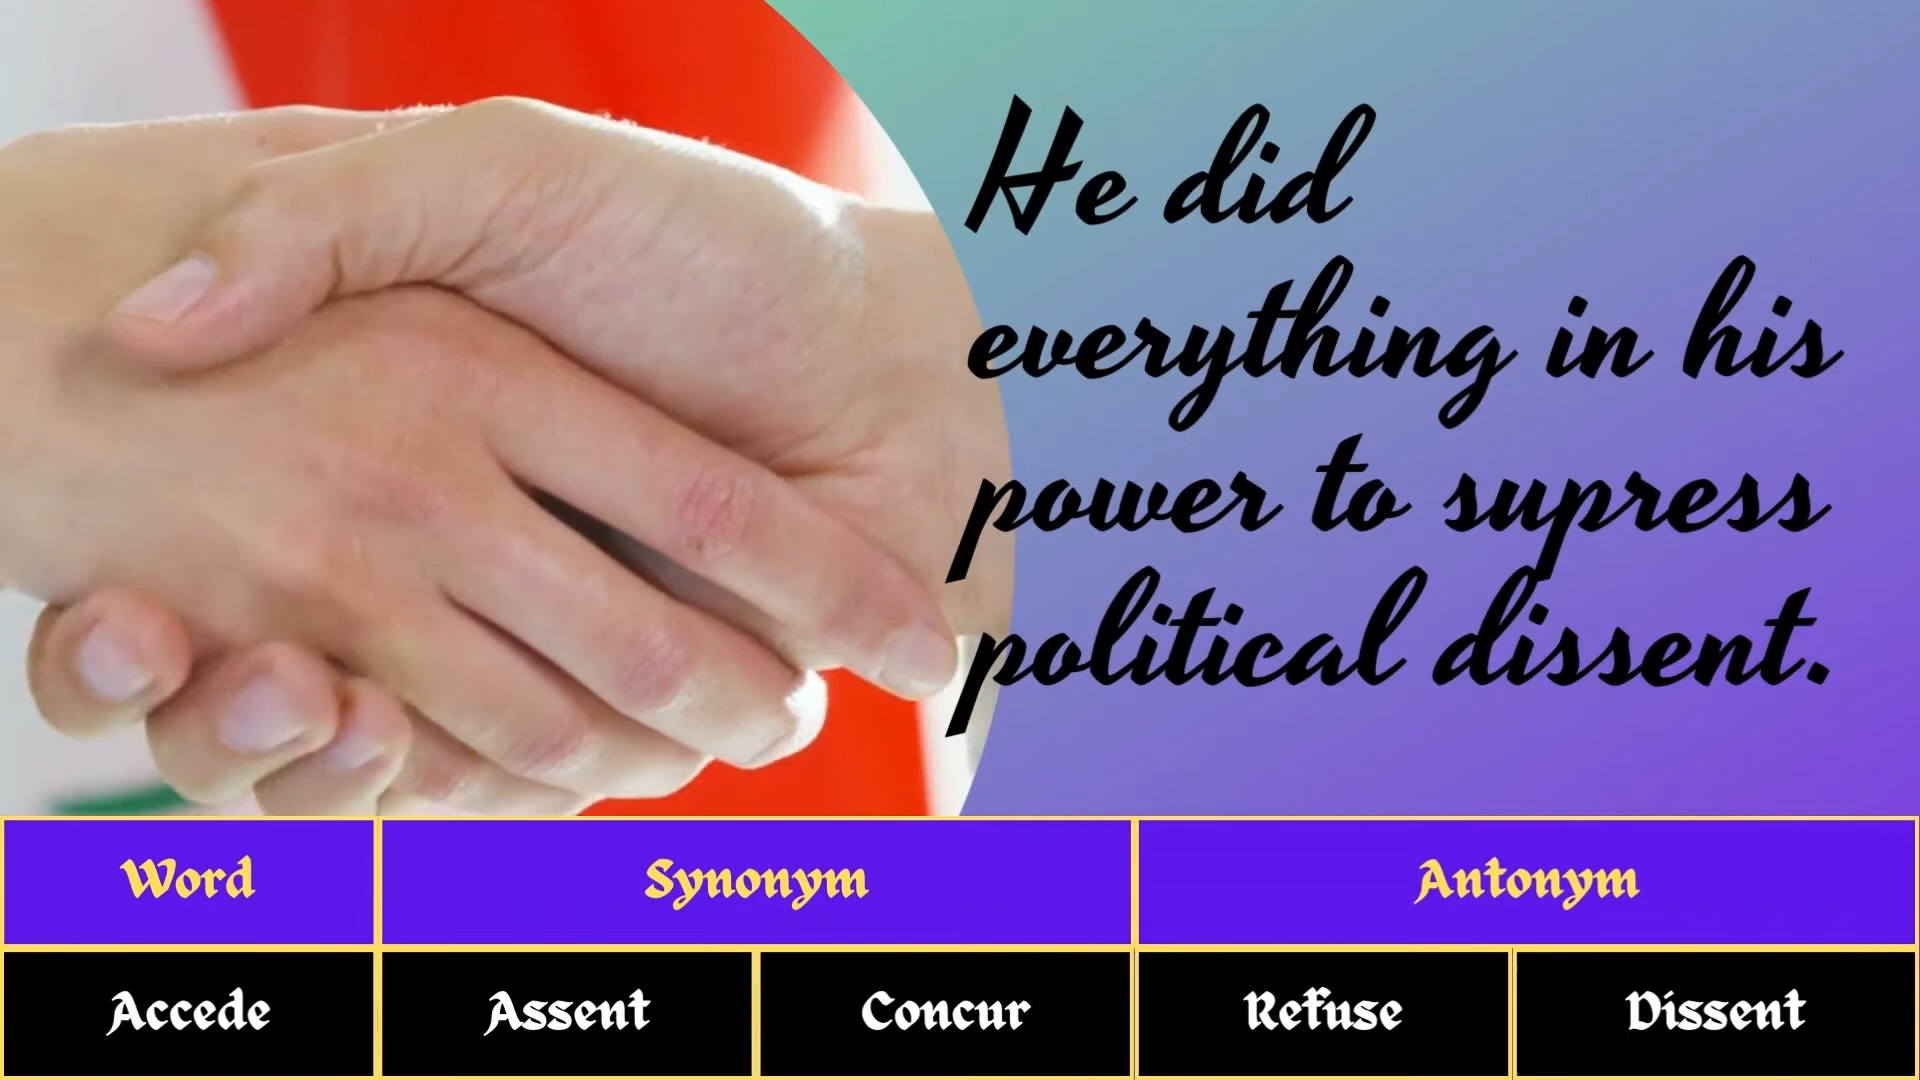 He did
everything in his
power to supress
political dissent.
Word Synonym Antonym
Accede Assent Concur Refuse Dissent